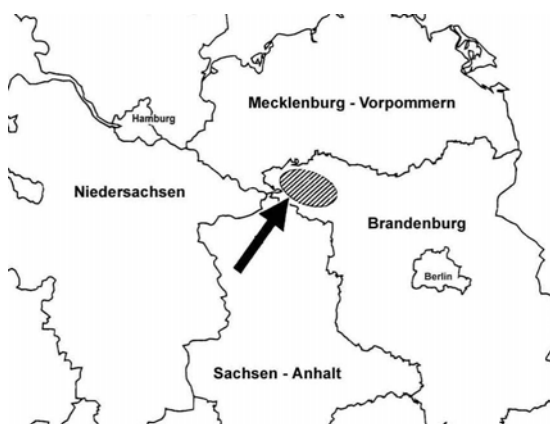 Mecklenburg - Vorpommern
Hamburg
Niedersachsen
Brandenburg
Berlin
Sachsen - Anhalt